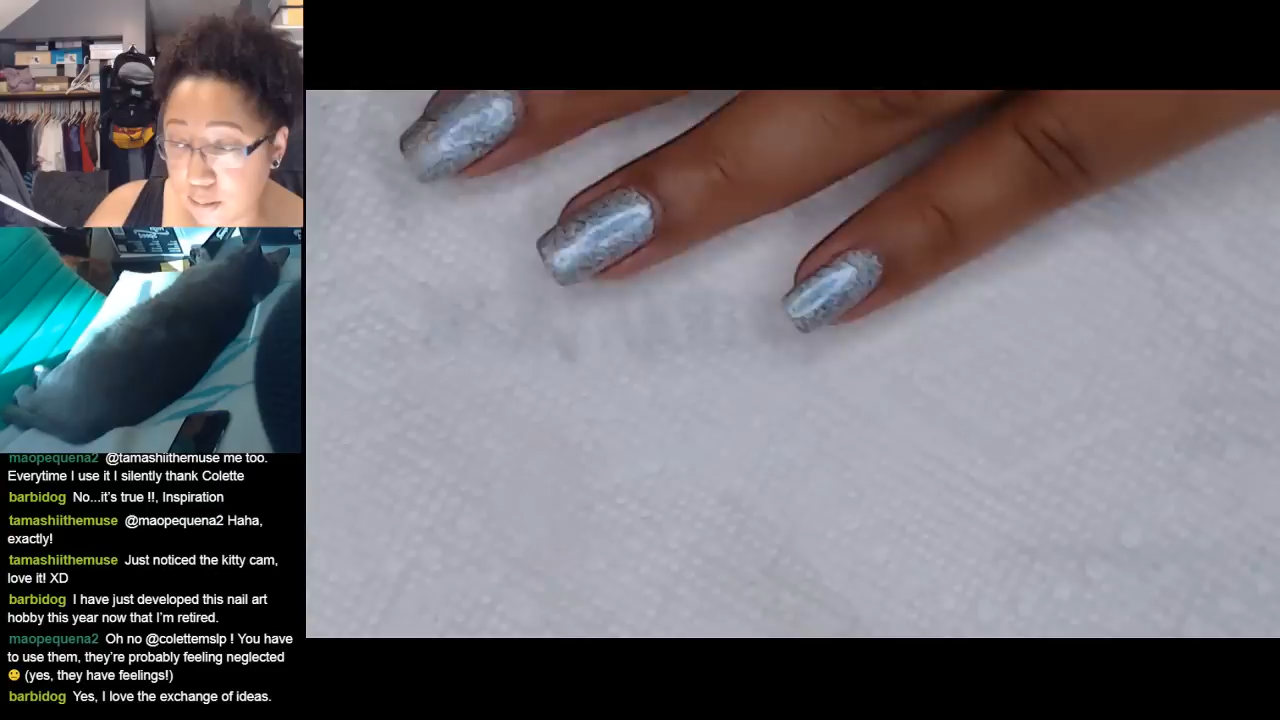 maopequena2 @tamashiithemuse me too.
Everytime I use it I silently thank Colette
barbidog No...it's true !!, Inspiration
tamashiithemuse @maopequena2 Haha,
exactly!
tamashiithemuse Just noticed the kitty cam,
love it! XD
barbidog I have just developed this nail art
hobby this year now that I'm retired.
maopequena2 Oh no @colettemslp ! You have
to use them, they're probably feeling neglected
(yes, they have feelings!)
barbidog Yes, I love the exchange of ideas.